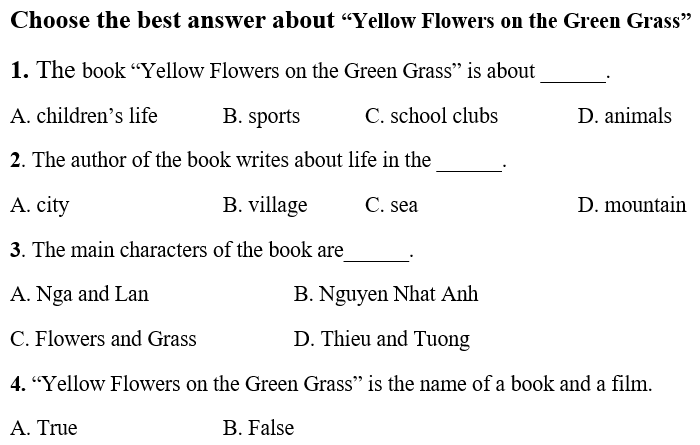 Choose the best answer about “Yellow Flowers on the Green Grass”
1. The book “Yellow Flowers on the Green Grass” is about ______.
A. children’s life B. sports C. school clubs D. animals
2. The author of the book writes about life in the ______.
A. city B. village C. sea D. mountain
3. The main characters of the book are______.
A. Nga and Lan B. Nguyen Nhat Anh
C. Flowers and Grass D. Thieu and Tuong
4. “Yellow Flowers on the Green Grass” is the name of a book and a film.
A. True B. False